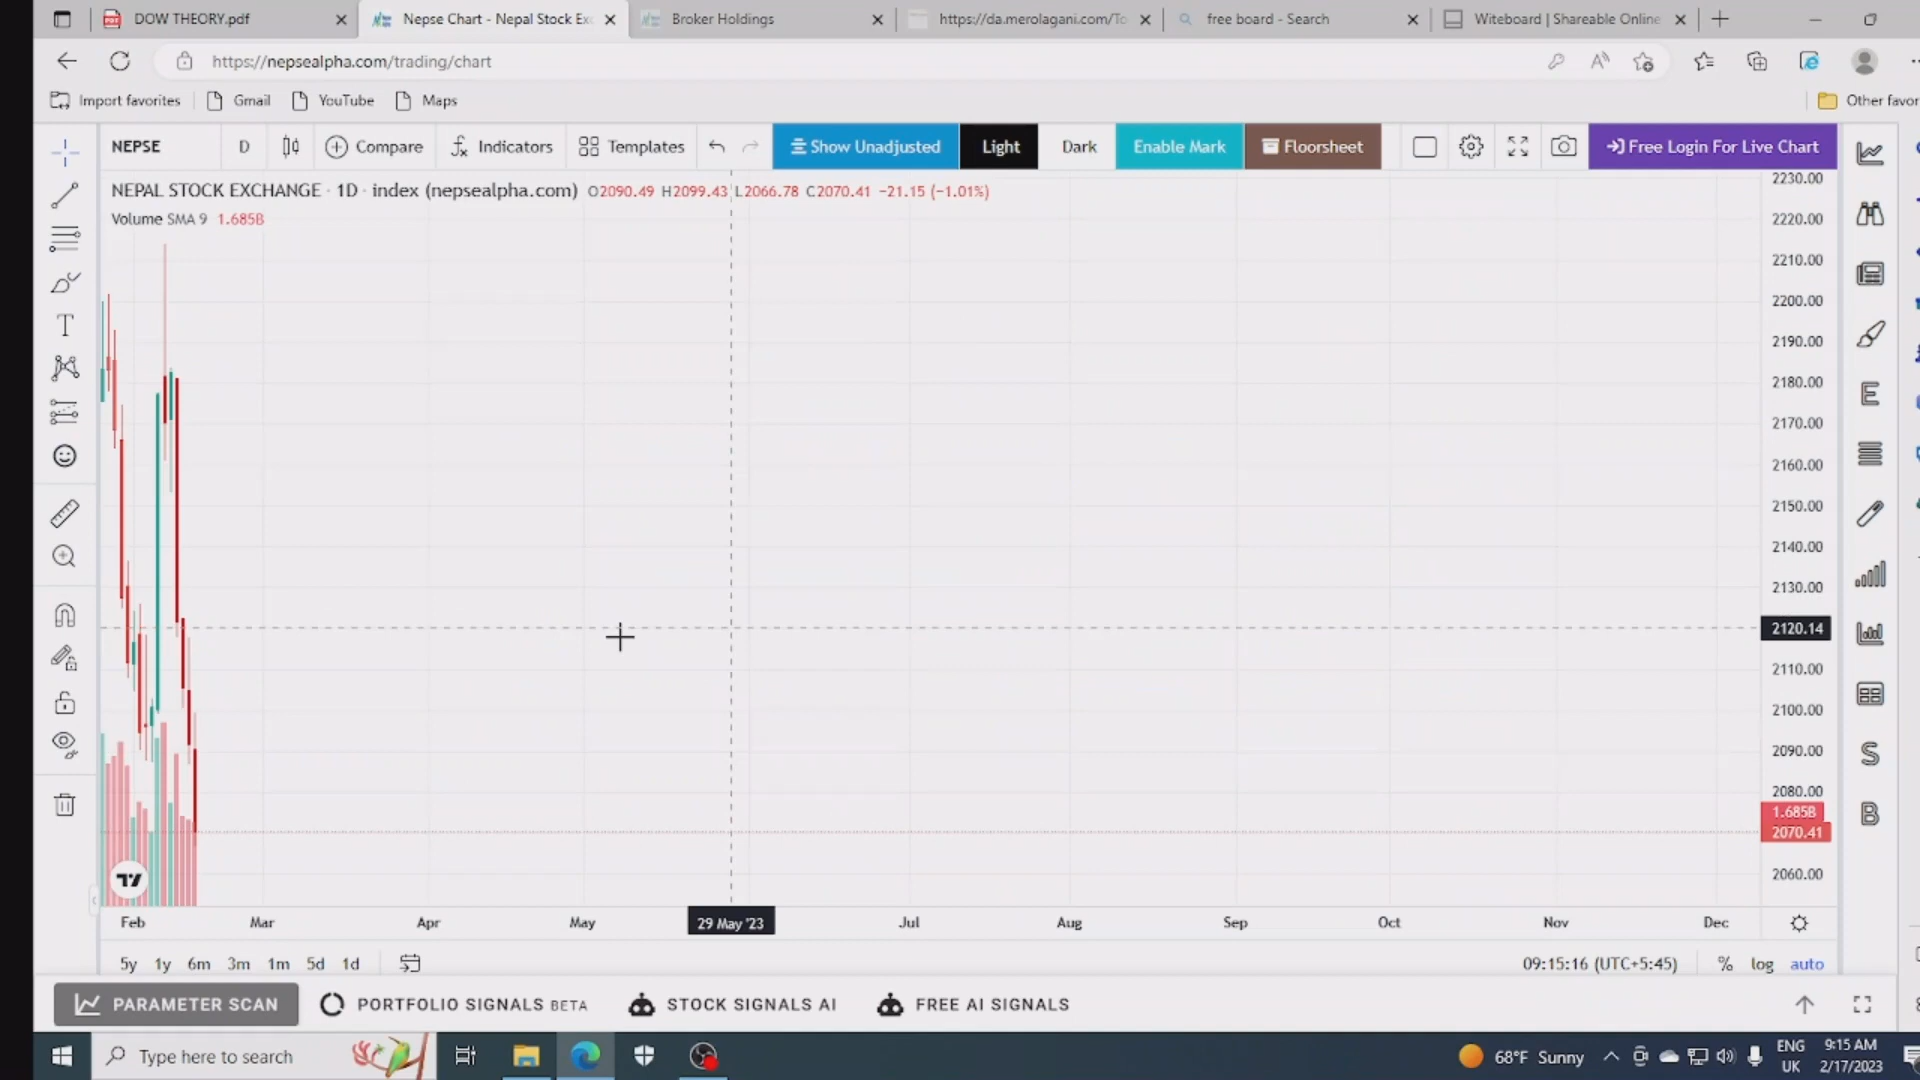 DOW THEORY.pdf
Nepse Chart - Nepal Stock Ex
Broker Holdings
https://da.merolagani.com/To
free board - Search
Witeboard | Shareable Online
https://nepsealpha.com/trading/chart
Import favorites
Gmail
YouTube
Maps
Other favor
NEPSE
D
Compare
Indicators
Templates
Show Unadjusted
Light
Dark
Enable Mark
Floorsheet
Free Login For Live Chart
NEPAL STOCK EXCHANGE · 1D · index (nepsealpha.com) O2090.49 H2099.43 L2066.78 C2070.41 −21.15 (−1.01%)
Volume SMA 9 1.685B
2230.00
2220.00
2210.00
2200.00
2190.00
2180.00
2170.00
2160.00
2150.00
2140.00
2130.00
2120.14
2110.00
2100.00
2090.00
2080.00
1.685B
2070.41
2060.00
E
S
B
Feb Mar Apr May 29 May '23 Jul Aug Sep Oct Nov Dec
5y 1y 6m 3m 1m 5d 1d
09:15:16 (UTC+5:45) % log auto
PARAMETER SCAN
PORTFOLIO SIGNALS BETA
STOCK SIGNALS AI
FREE AI SIGNALS
Type here to search
68°F Sunny
ENG
UK
9:15 AM
2/17/2023